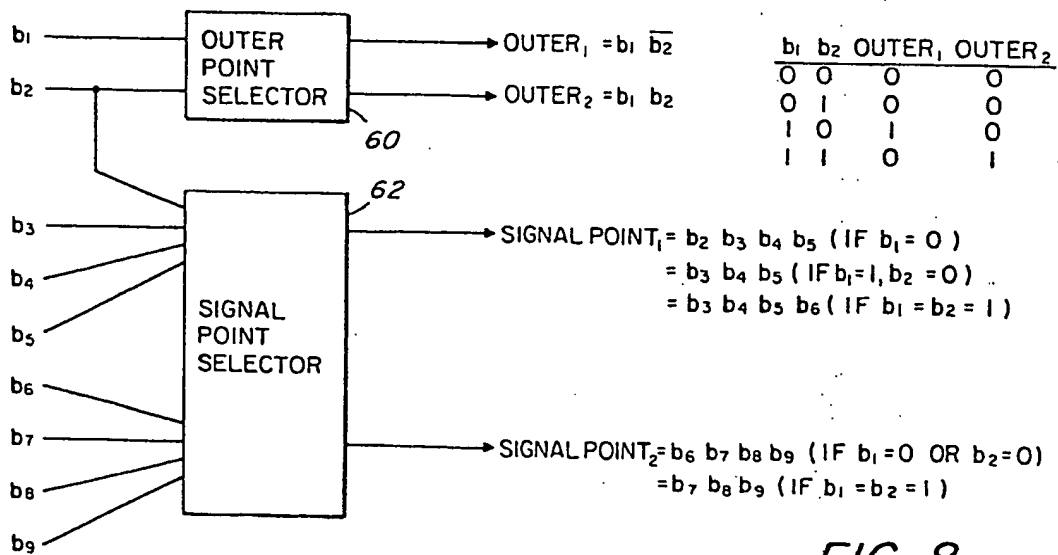 b₁
b₂
b₃
b₄
b₅
b₆
b₇
b₈
b₉
OUTER
POINT
SELECTOR
60
OUTER₁ = b₁ b̅₂̅
OUTER₂ = b₁ b₂
b₁ b₂ OUTER₁ OUTER₂
0 0 0 0
0 1 0 0
1 0 1 0
1 1 0 1
62
SIGNAL
POINT
SELECTOR
SIGNAL POINT₁ = b₂ b₃ b₄ b₅ (IF b₁ = 0)
= b₃ b₄ b₅ (IF b₁=1, b₂ =0)
= b₃ b₄ b₅ b₆ (IF b₁ = b₂ = 1)
SIGNAL POINT₂ = b₆ b₇ b₈ b₉ (IF b₁ =0 OR b₂=0)
=b₇ b₈ b₉ (IF b₁ = b₂ = 1)